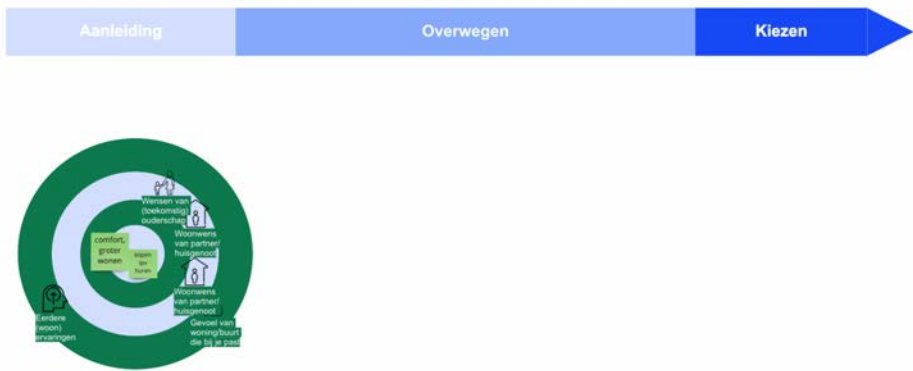 Aanleiding
Overwegen
Kiezen
Wensen van
(toekomstig)
ouderschap
Woonwens
van partner/
huisgenoot
comfort,
groter
wonen
kopen
ipv
huren
Woonwens
van partner/
huisgenoot
Eerdere
(woon)
ervaringen
Gevoel van
woning/buurt
die bij je past